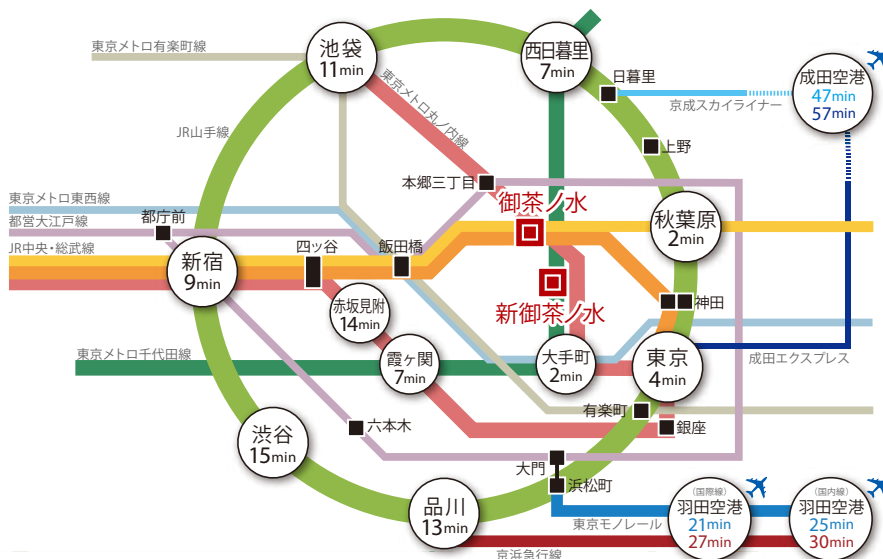 東京メトロ有楽町線
池袋
11min
西日暮里
7min
日暮里
京成スカイライナー
成田空港
47min
57min
東京メトロ丸ノ内線
JR山手線
上野
本郷三丁目
御茶ノ水
秋葉原
2min
東京メトロ東西線
都営大江戸線
都庁前
JR中央・総武線
新宿
9min
四ッ谷
飯田橋
新御茶ノ水
神田
赤坂見附
14min
東京メトロ千代田線
霞ヶ関
7min
大手町
2min
東京
4min
成田エクスプレス
有楽町
銀座
六本木
渋谷
15min
大門
浜松町
品川
13min
東京モノレール
京浜急行線
(国際線)
羽田空港
21min
27min
(国内線)
羽田空港
25min
30min